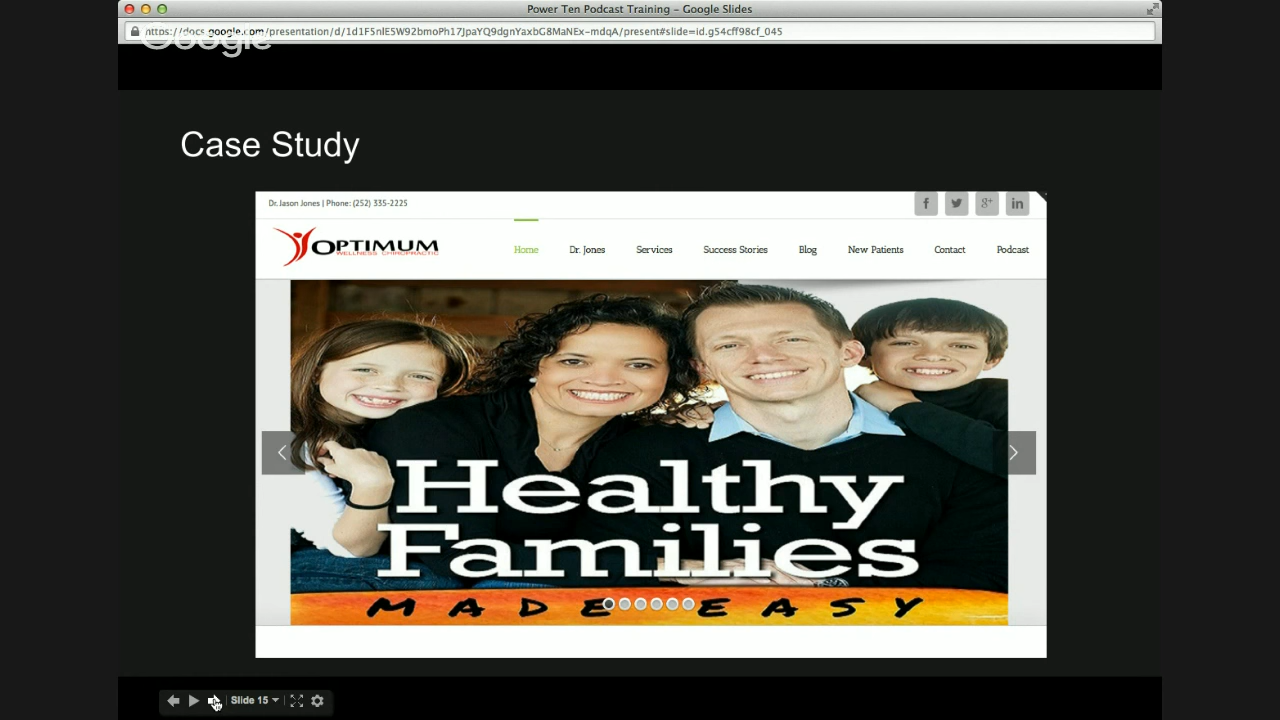 Power Ten Podcast Training – Google Slides
https://docs.google.com/presentation/d/1d1F5nIE5W92bmoPh17JpaYQ9dgnYaxbG8MaNEx-mdqA/present#slide=id.g54cff98cf_045
Google
Case Study
Dr. Jason Jones | Phone: (252) 335-2225
OPTIMUM
WELLNESS CHIROPRACTIC
Home Dr. Jones Services Success Stories Blog New Patients Contact Podcast
Healthy
Families
MADE EASY
Slide 15